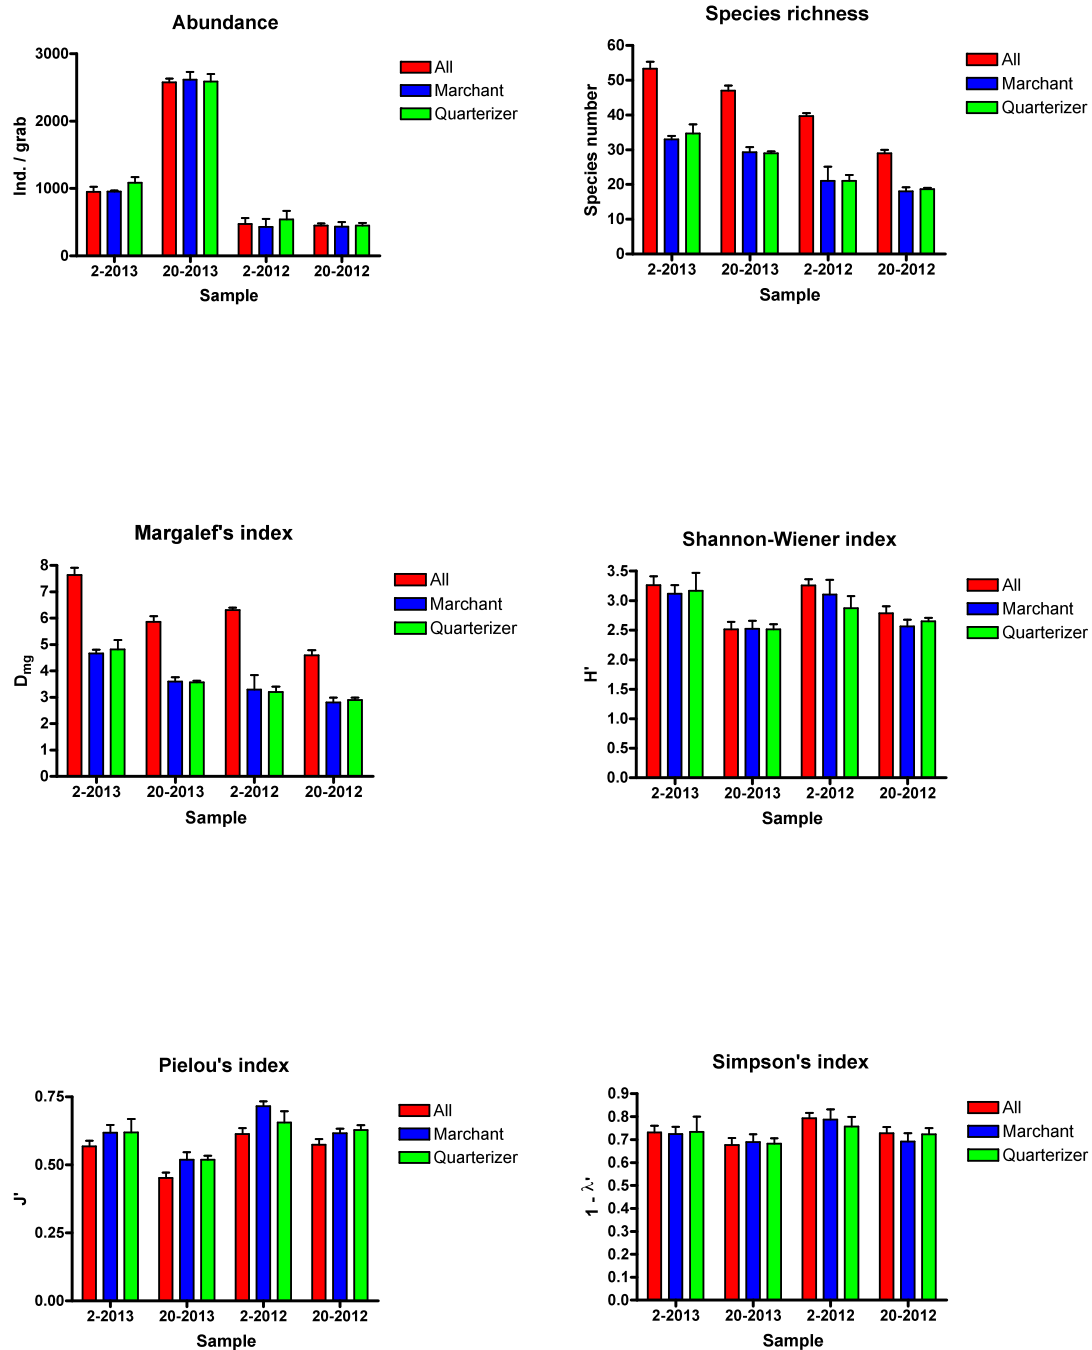 Abundance
3000
2000
1000
0
Ind. / grab
2-2013 20-2013 2-2012 20-2012
Sample
All
Marchant
Quarterizer
Species richness
60
50
40
30
20
10
0
Species number
2-2013 20-2013 2-2012 20-2012
Sample
All
Marchant
Quarterizer
Margalef's index
8
7
6
5
4
3
2
1
0
Dmg
2-2013 20-2013 2-2012 20-2012
Sample
All
Marchant
Quarterizer
Shannon-Wiener index
3.5
3.0
2.5
2.0
1.5
1.0
0.5
0.0
H'
2-2013 20-2013 2-2012 20-2012
Sample
All
Marchant
Quarterizer
Pielou's index
0.75
0.50
0.25
0.00
J'
2-2013 20-2013 2-2012 20-2012
Sample
All
Marchant
Quarterizer
Simpson's index
0.9
0.8
0.7
0.6
0.5
0.4
0.3
0.2
0.1
0.0
1 - λ'
2-2013 20-2013 2-2012 20-2012
Sample
All
Marchant
Quarterizer